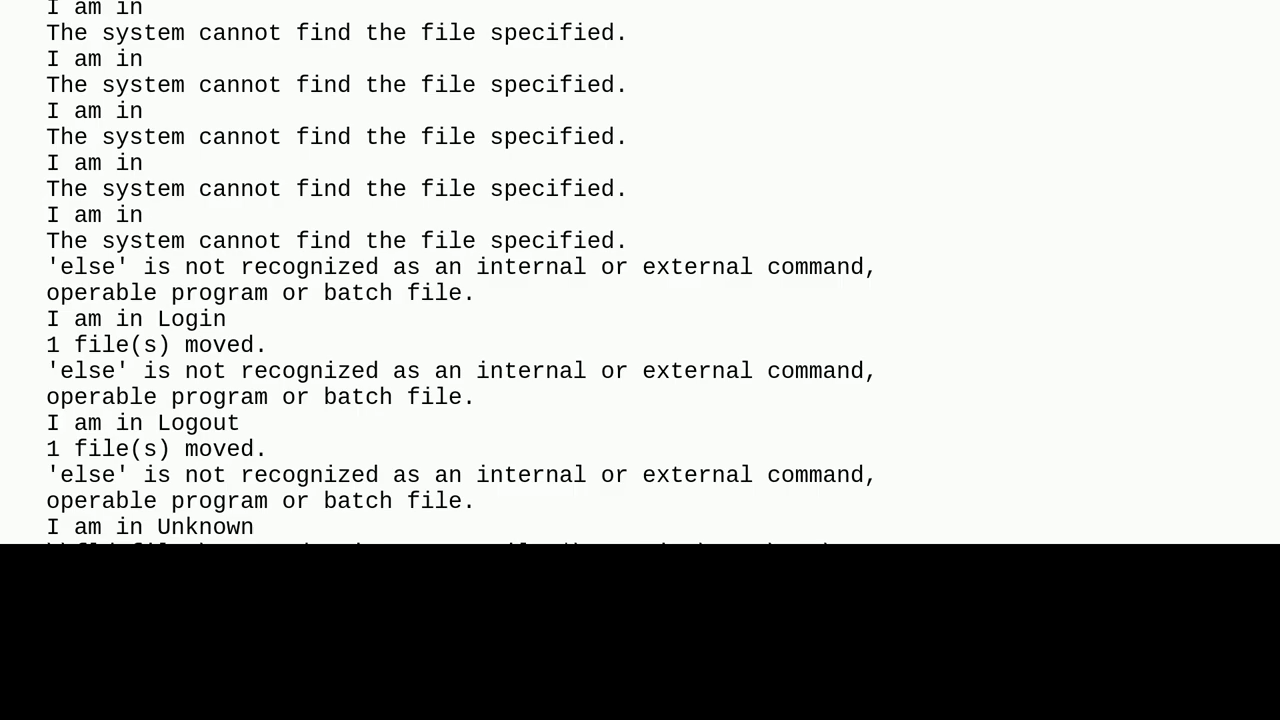 I am in
The system cannot find the file specified.
I am in
The system cannot find the file specified.
I am in
The system cannot find the file specified.
I am in
The system cannot find the file specified.
I am in
The system cannot find the file specified.
'else' is not recognized as an internal or external command,
operable program or batch file.
I am in Login
1 file(s) moved.
'else' is not recognized as an internal or external command,
operable program or batch file.
I am in Logout
1 file(s) moved.
'else' is not recognized as an internal or external command,
operable program or batch file.
I am in Unknown